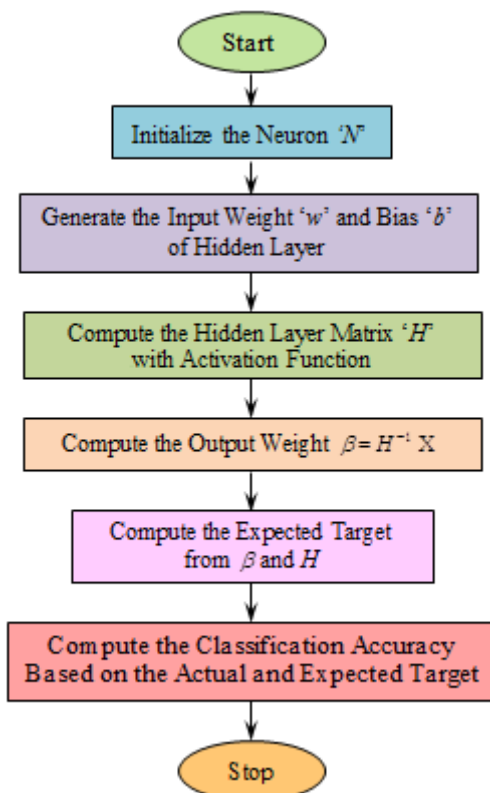 Start
Initialize the Neuron ‘N’
Generate the Input Weight ‘w’ and Bias ‘b’
of Hidden Layer
Compute the Hidden Layer Matrix ‘H’
with Activation Function
Compute the Output Weight β = H⁻¹ X
Compute the Expected Target
from β and H
Compute the Classification Accuracy
Based on the Actual and Expected Target
Stop